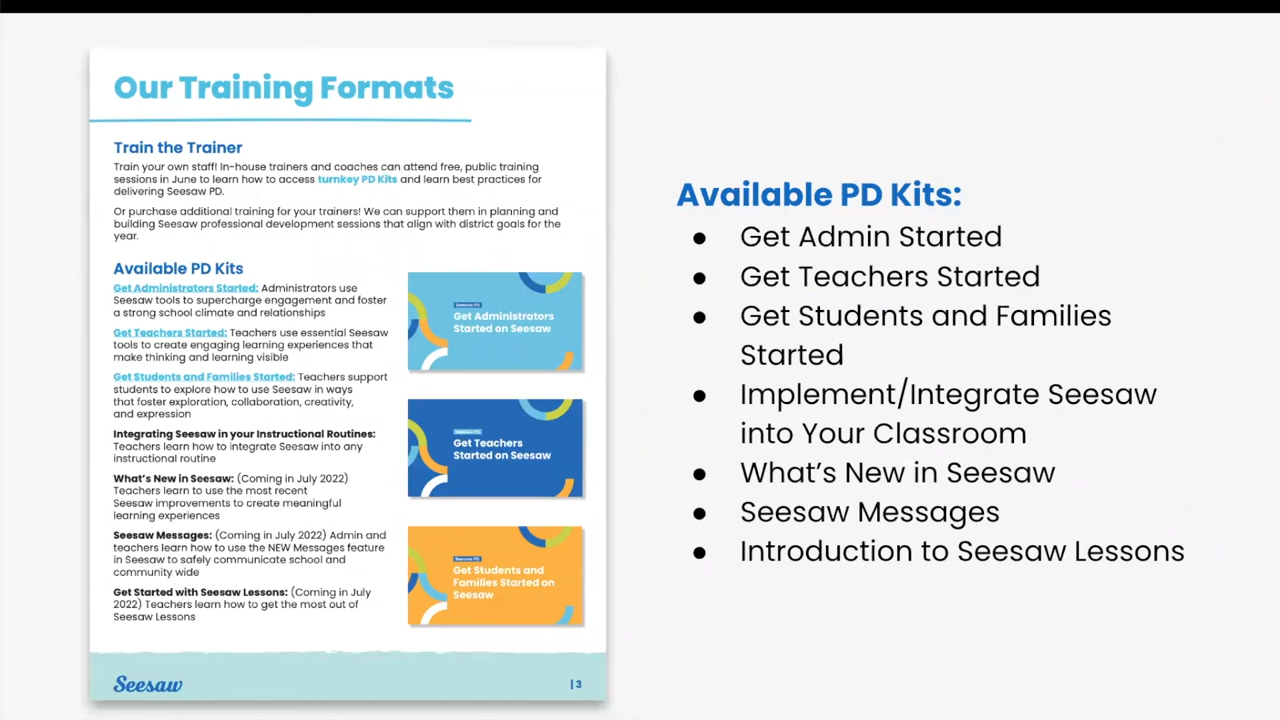 Our Training Formats
Train the Trainer
Train your own staff! In-house trainers and coaches can attend free, public training
sessions in June to learn how to access turnkey PD Kits and learn best practices for
delivering Seesaw PD.
Or purchase additional training for your trainers! We can support them in planning and
building Seesaw professional development sessions that align with district goals for the
year.
Available PD Kits
Get Administrators Started: Administrators use
Seesaw tools to supercharge engagement and foster
a strong school climate and relationships
Get Teachers Started: Teachers use essential Seesaw
tools to create engaging learning experiences that
make thinking and learning visible
Get Students and Families Started: Teachers support
students to explore how to use Seesaw in ways
that foster exploration, collaboration, creativity,
and expression
Integrating Seesaw in your Instructional Routines:
Teachers learn how to integrate Seesaw into any
instructional routine
What's New in Seesaw: (Coming in July 2022)
Teachers learn to use the most recent
Seesaw improvements to create meaningful
learning experiences
Seesaw Messages: (Coming in July 2022) Admin and
teachers learn how to use the NEW Messages feature
in Seesaw to safely communicate school and
community wide
Get Started with Seesaw Lessons: (Coming in July
2022) Teachers learn how to get the most out of
Seesaw Lessons
Seesaw PD
Get Administrators
Started on Seesaw
Seesaw PD
Get Teachers
Started on Seesaw
Seesaw PD
Get Students and
Families Started on
Seesaw
Seesaw
| 3
Available PD Kits:
● Get Admin Started
● Get Teachers Started
● Get Students and Families
Started
● Implement/Integrate Seesaw
into Your Classroom
● What's New in Seesaw
● Seesaw Messages
● Introduction to Seesaw Lessons